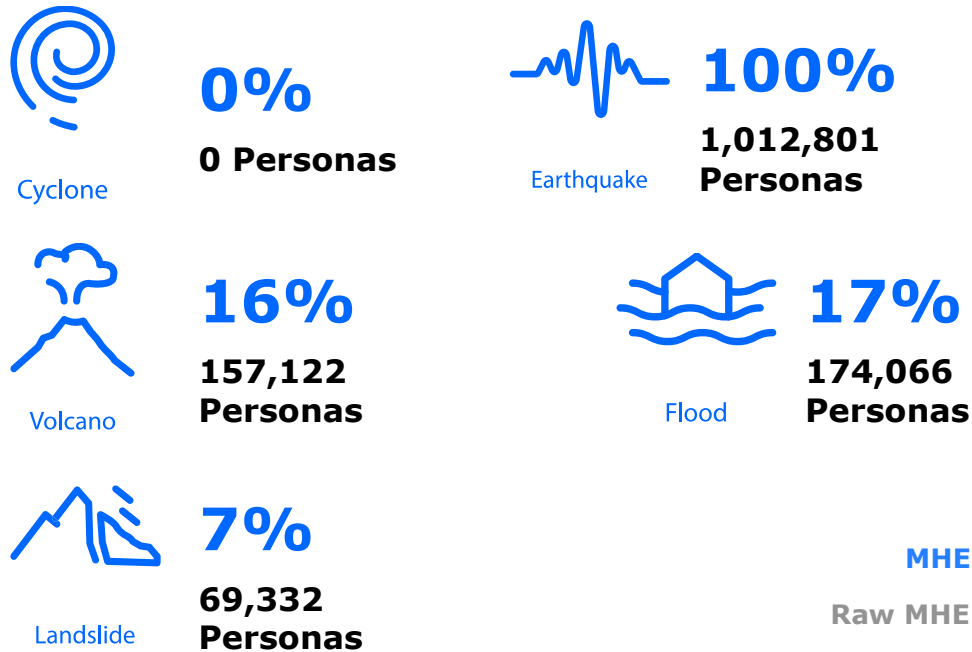 0%
0 Personas
Cyclone
100%
1,012,801
Personas
Earthquake
16%
157,122
Personas
Volcano
17%
174,066
Personas
Flood
7%
69,332
Personas
Landslide
MHE
Raw MHE